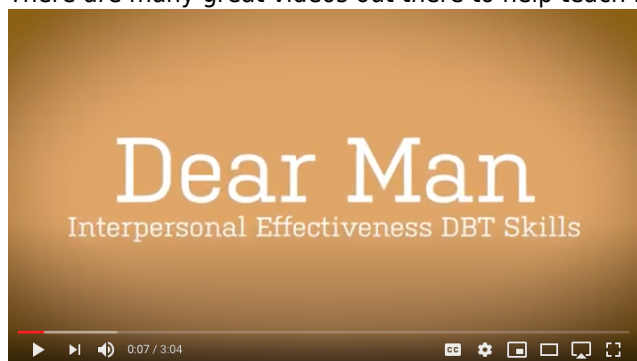 There are many great videos out there to help teach
Dear Man
Interpersonal Effectiveness DBT Skills
0:07 / 3:04
CC